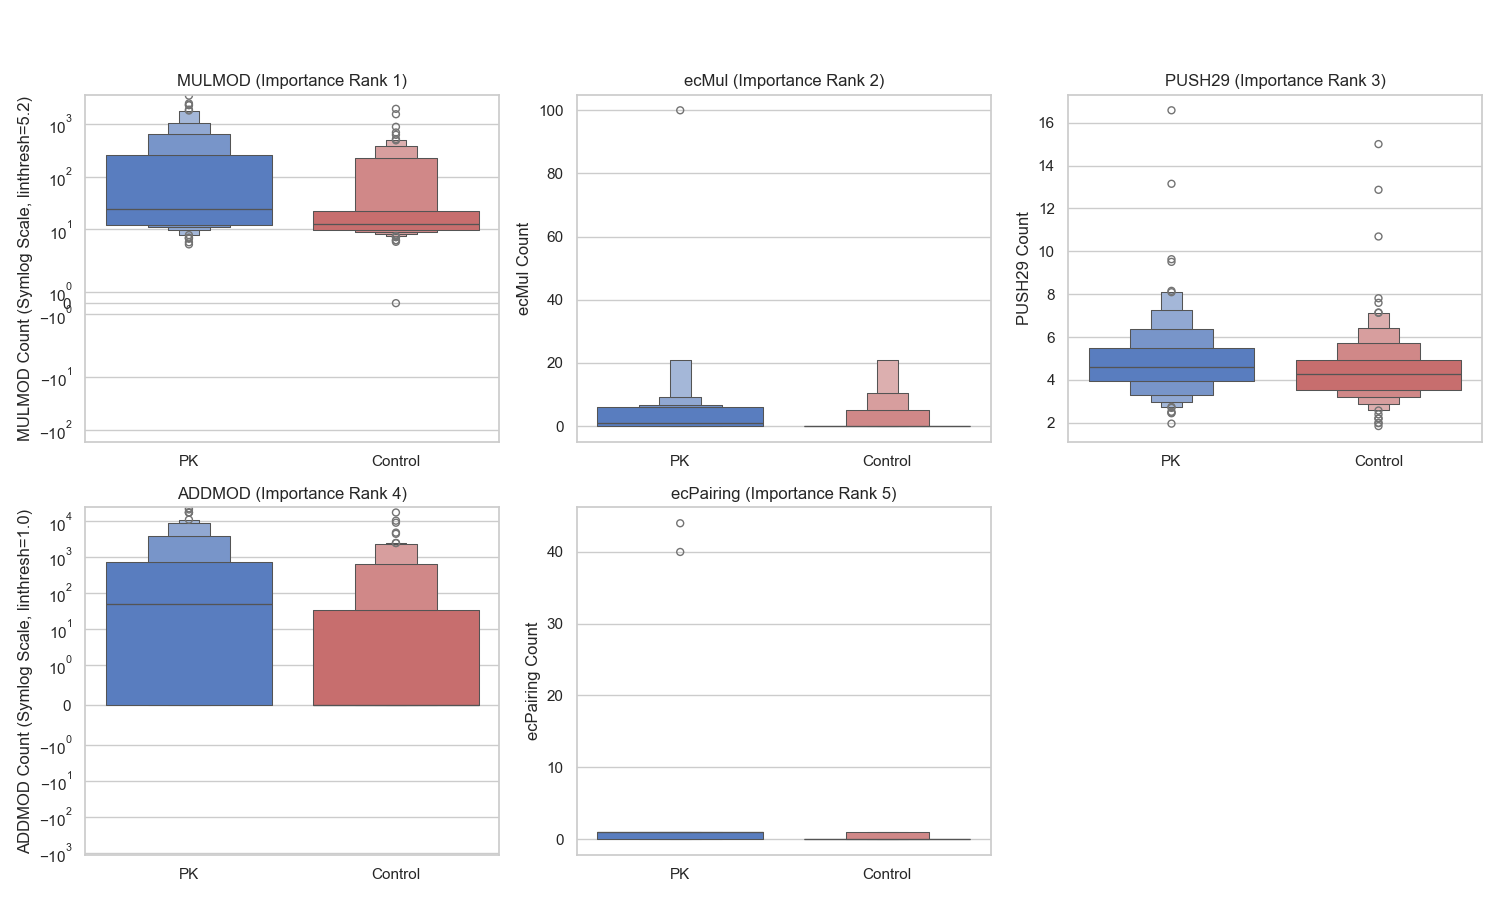 MULMOD (Importance Rank 1)
MULMOD Count (Symlog Scale, linthresh=5.2)
10^3
10^2
10^1
10^0
0
−10^0
−10^1
−10^2
PK
Control
ecMul (Importance Rank 2)
ecMul Count
100
80
60
40
20
0
PK
Control
PUSH29 (Importance Rank 3)
PUSH29 Count
16
14
12
10
8
6
4
2
PK
Control
ADDMOD (Importance Rank 4)
ADDMOD Count (Symlog Scale, linthresh=1.0)
10^4
10^3
10^2
10^1
10^0
0
−10^0
−10^1
−10^2
−10^3
PK
Control
ecPairing (Importance Rank 5)
ecPairing Count
40
30
20
10
0
PK
Control